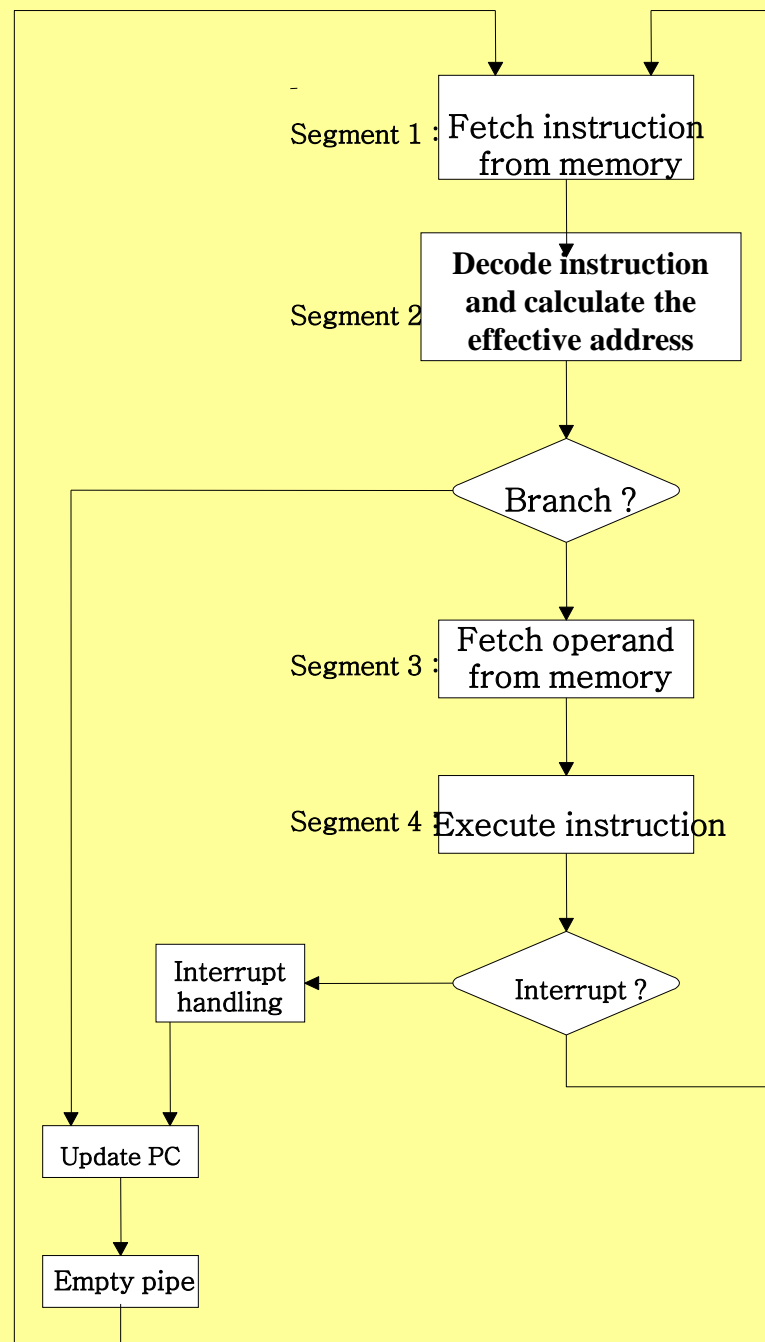 -
Segment 1 :
Fetch instruction
from memory
Segment 2
Decode instruction
and calculate the
effective address
Branch ?
Segment 3 :
Fetch operand
from memory
Segment 4 :
Execute instruction
Interrupt ?
Interrupt
handling
Update PC
Empty pipe